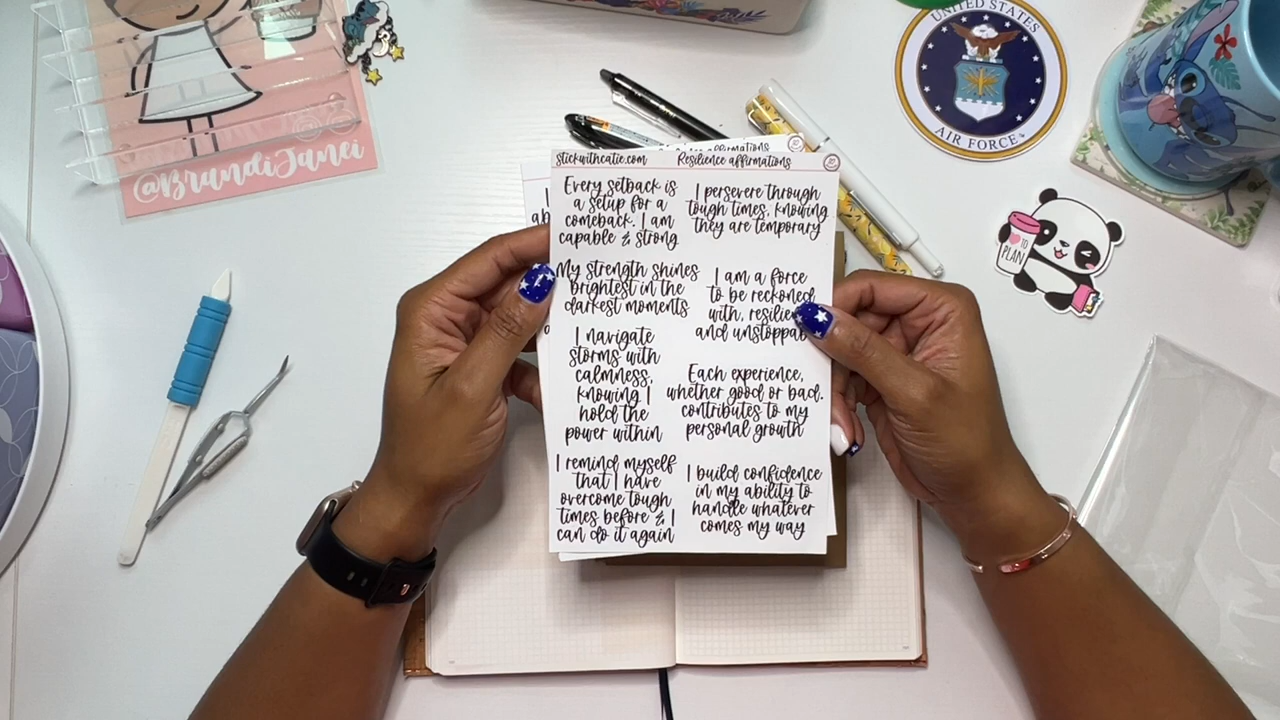 UNITED STATES
AIR FORCE
@BrandiJanei
I ♥ TO
PLAN
affirmations
stickwithcatie.com
Resilience affirmations
Every setback is
a setup for a
comeback. I am
capable & strong
I persevere through
tough times, knowing
they are temporary
My strength shines
brightest in the
darkest moments
I am a force
to be reckoned
with, resilient
and unstoppable
I navigate
storms with
calmness,
knowing I
hold the
power within
Each experience,
whether good or bad,
contributes to my
personal growth
I remind myself
that I have
overcome tough
times before & I
can do it again
I build confidence
in my ability to
handle whatever
comes my way